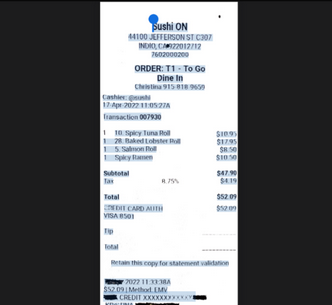 Sushi ON
44100 JEFFERSON ST C307
INDIO, CA 922012712
7602000200
ORDER: T1 - To Go
Dine In
Christina 915-818-9659
Cashier: @sushi
17-Apr-2022 11:05:27A
Transaction 007930
1 10. Spicy Tuna Roll $10.95
1 28. Baked Lobster Roll $17.95
1 5. Salmon Roll $8.50
1 Spicy Ramen $10.50
Subtotal $47.90
Tax 8.75% $4.19
Total $52.09
CREDIT CARD AUTH $52.09
VISA 8501
Tip
Total
Retain this copy for statement validation
2022 11:33:38A
$52.09 | Method: EMV
CREDIT XXXXXXXX